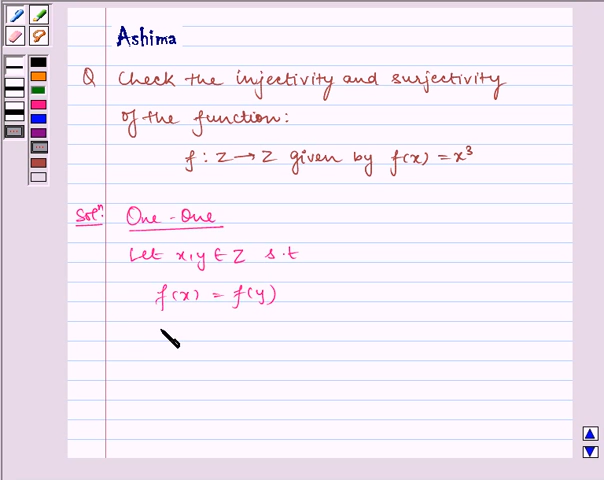 Ashima
Q Check the injectivity and surjectivity
of the function:
f : Z → Z given by f(x) = x³
Solⁿ: One-One
Let x, y ∈ Z s.t
f(x) = f(y)